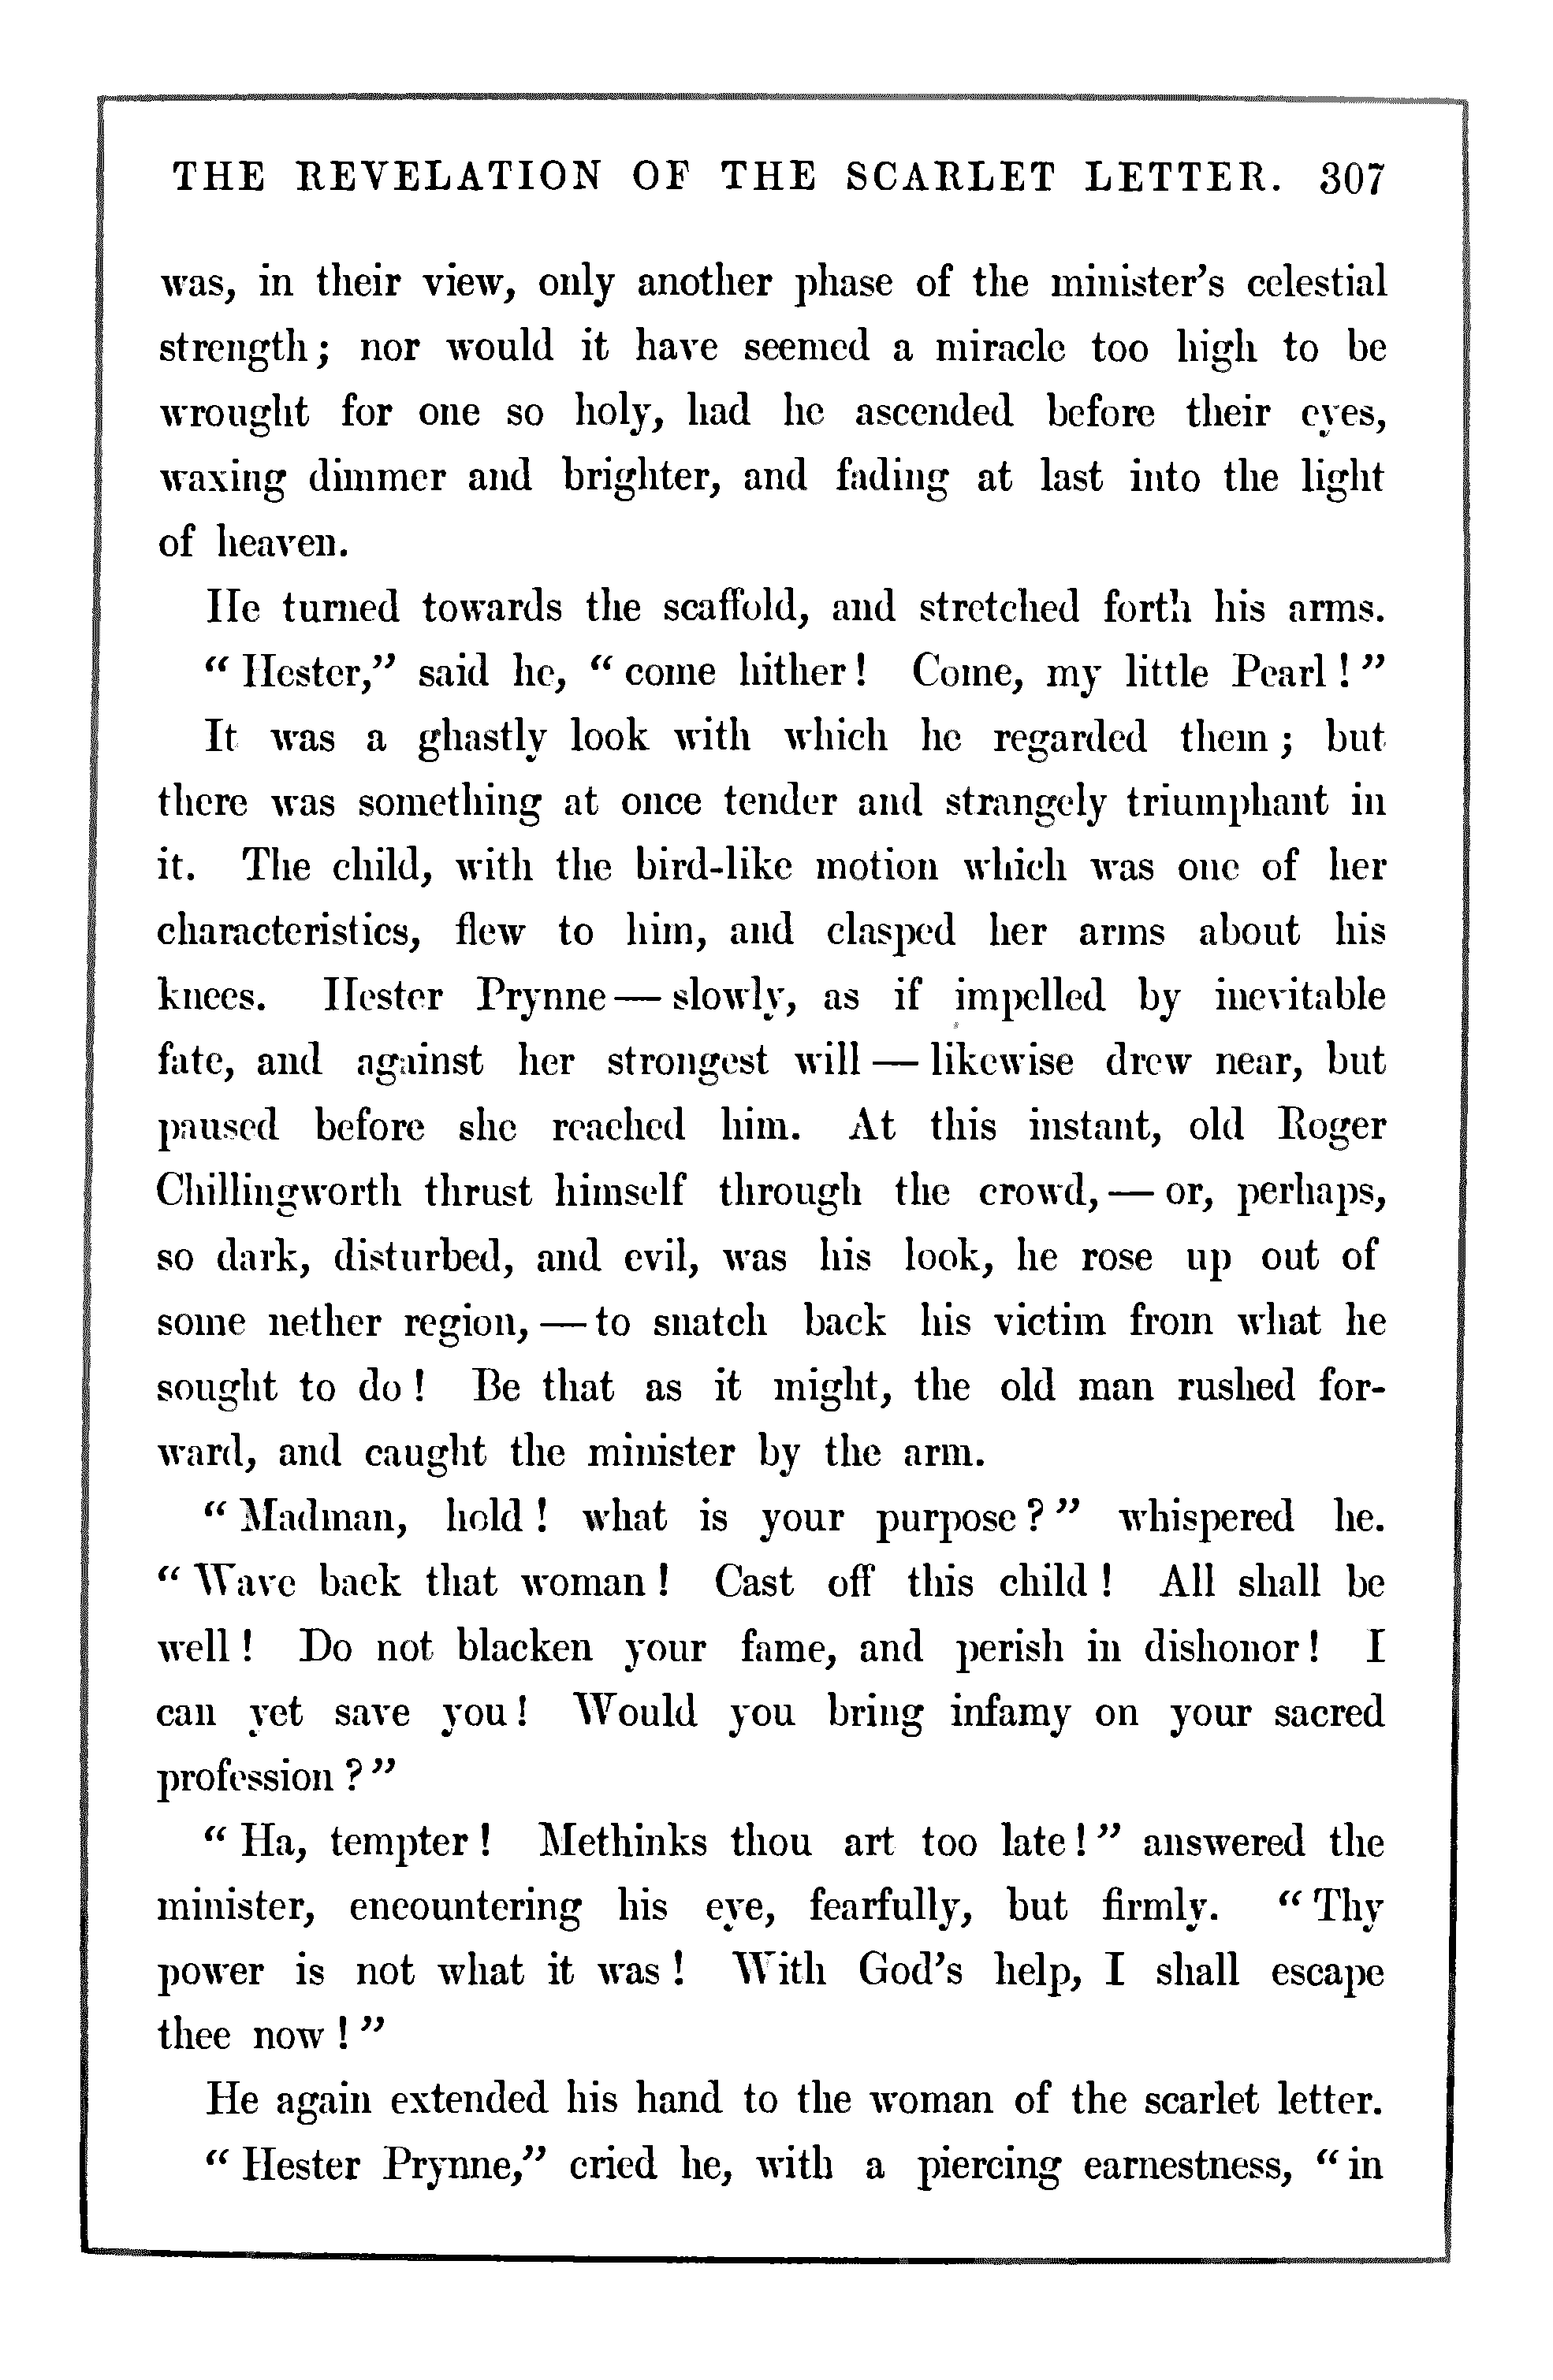 THE REVELATION OF THE SCARLET LETTER. 307
was, in their view, only another phase of the minister's celestial
strength; nor would it have seemed a miracle too high to be
wrought for one so holy, had he ascended before their eyes,
waxing dimmer and brighter, and fading at last into the light
of heaven.
He turned towards the scaffold, and stretched forth his arms.
"Hester," said he, "come hither! Come, my little Pearl!"
It was a ghastly look with which he regarded them; but
there was something at once tender and strangely triumphant in
it. The child, with the bird-like motion which was one of her
characteristics, flew to him, and clasped her arms about his
knees. Hester Prynne — slowly, as if impelled by inevitable
fate, and against her strongest will — likewise drew near, but
paused before she reached him. At this instant, old Roger
Chillingworth thrust himself through the crowd, — or, perhaps,
so dark, disturbed, and evil, was his look, he rose up out of
some nether region, — to snatch back his victim from what he
sought to do! Be that as it might, the old man rushed for-
ward, and caught the minister by the arm.
"Madman, hold! what is your purpose?" whispered he.
"Wave back that woman! Cast off this child! All shall be
well! Do not blacken your fame, and perish in dishonor! I
can yet save you! Would you bring infamy on your sacred
profession?"
"Ha, tempter! Methinks thou art too late!" answered the
minister, encountering his eye, fearfully, but firmly. "Thy
power is not what it was! With God's help, I shall escape
thee now!"
He again extended his hand to the woman of the scarlet letter.
"Hester Prynne," cried he, with a piercing earnestness, "in